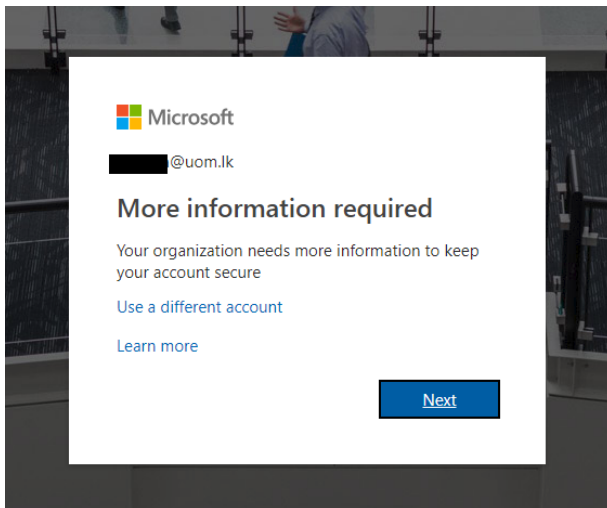 Microsoft
@uom.lk
More information required
Your organization needs more information to keep
your account secure
Use a different account
Learn more
Next